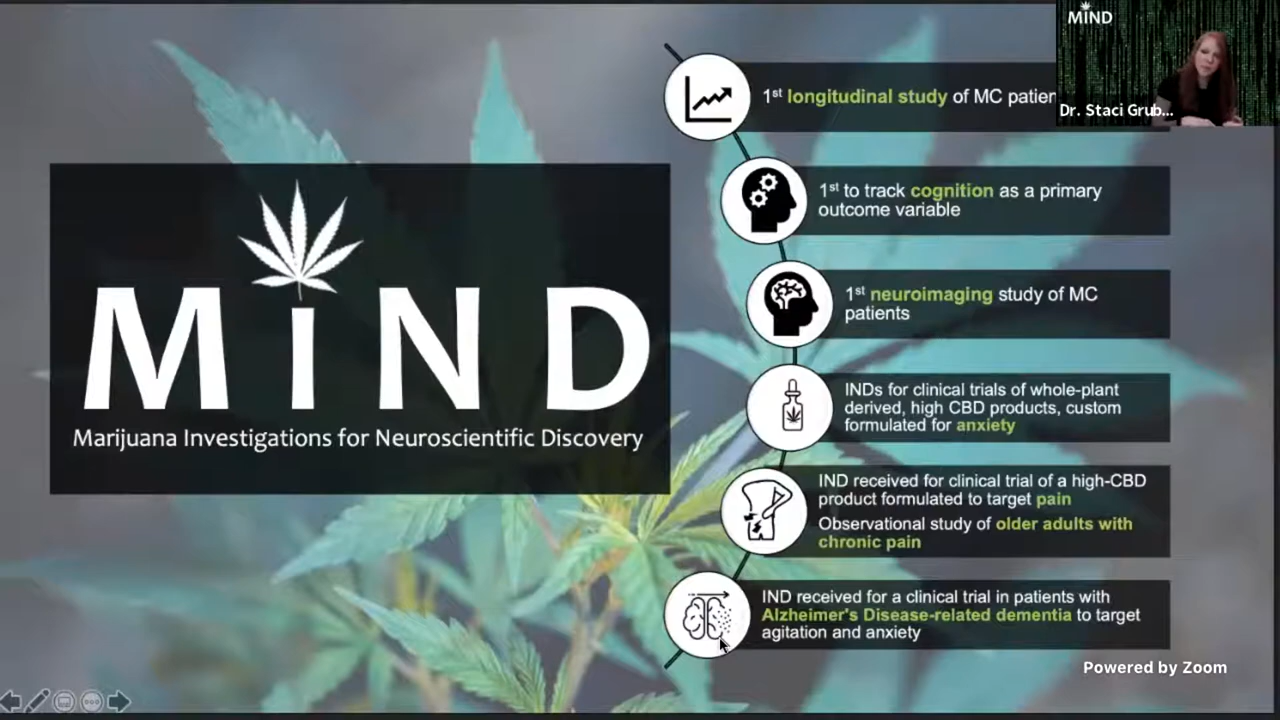 MiND
Marijuana Investigations for Neuroscientific Discovery
1st longitudinal study of MC patien
1st to track cognition as a primary
outcome variable
1st neuroimaging study of MC
patients
INDs for clinical trials of whole-plant
derived, high CBD products, custom
formulated for anxiety
IND received for clinical trial of a high-CBD
product formulated to target pain
Observational study of older adults with
chronic pain
IND received for a clinical trial in patients with
Alzheimer's Disease-related dementia to target
agitation and anxiety
MiND
Dr. Staci Grub...
Powered by Zoom